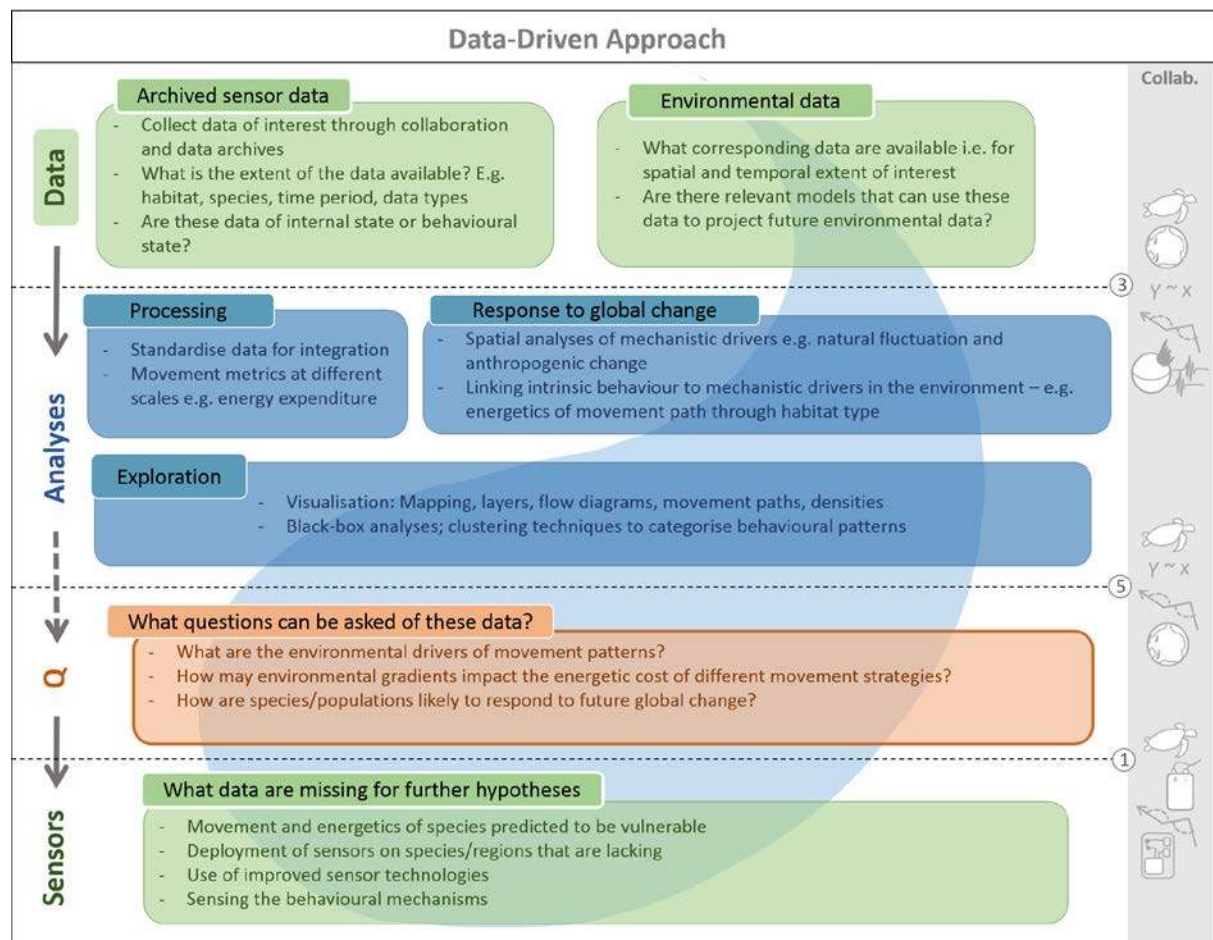 Data-Driven Approach
Collab.
Data
Archived sensor data
- Collect data of interest through collaboration
and data archives
- What is the extent of the data available? E.g.
habitat, species, time period, data types
- Are these data of internal state or behavioural
state?
Environmental data
- What corresponding data are available i.e. for
spatial and temporal extent of interest
- Are there relevant models that can use these
data to project future environmental data?
3
Y ~ X
Analyses
Processing
- Standardise data for integration
- Movement metrics at different
scales e.g. energy expenditure
Response to global change
- Spatial analyses of mechanistic drivers e.g. natural fluctuation and
anthropogenic change
- Linking intrinsic behaviour to mechanistic drivers in the environment – e.g.
energetics of movement path through habitat type
Exploration
- Visualisation: Mapping, layers, flow diagrams, movement paths, densities
- Black-box analyses; clustering techniques to categorise behavioural patterns
Y ~ X
5
Q
What questions can be asked of these data?
- What are the environmental drivers of movement patterns?
- How may environmental gradients impact the energetic cost of different movement strategies?
- How are species/populations likely to respond to future global change?
1
Sensors
What data are missing for further hypotheses
- Movement and energetics of species predicted to be vulnerable
- Deployment of sensors on species/regions that are lacking
- Use of improved sensor technologies
- Sensing the behavioural mechanisms